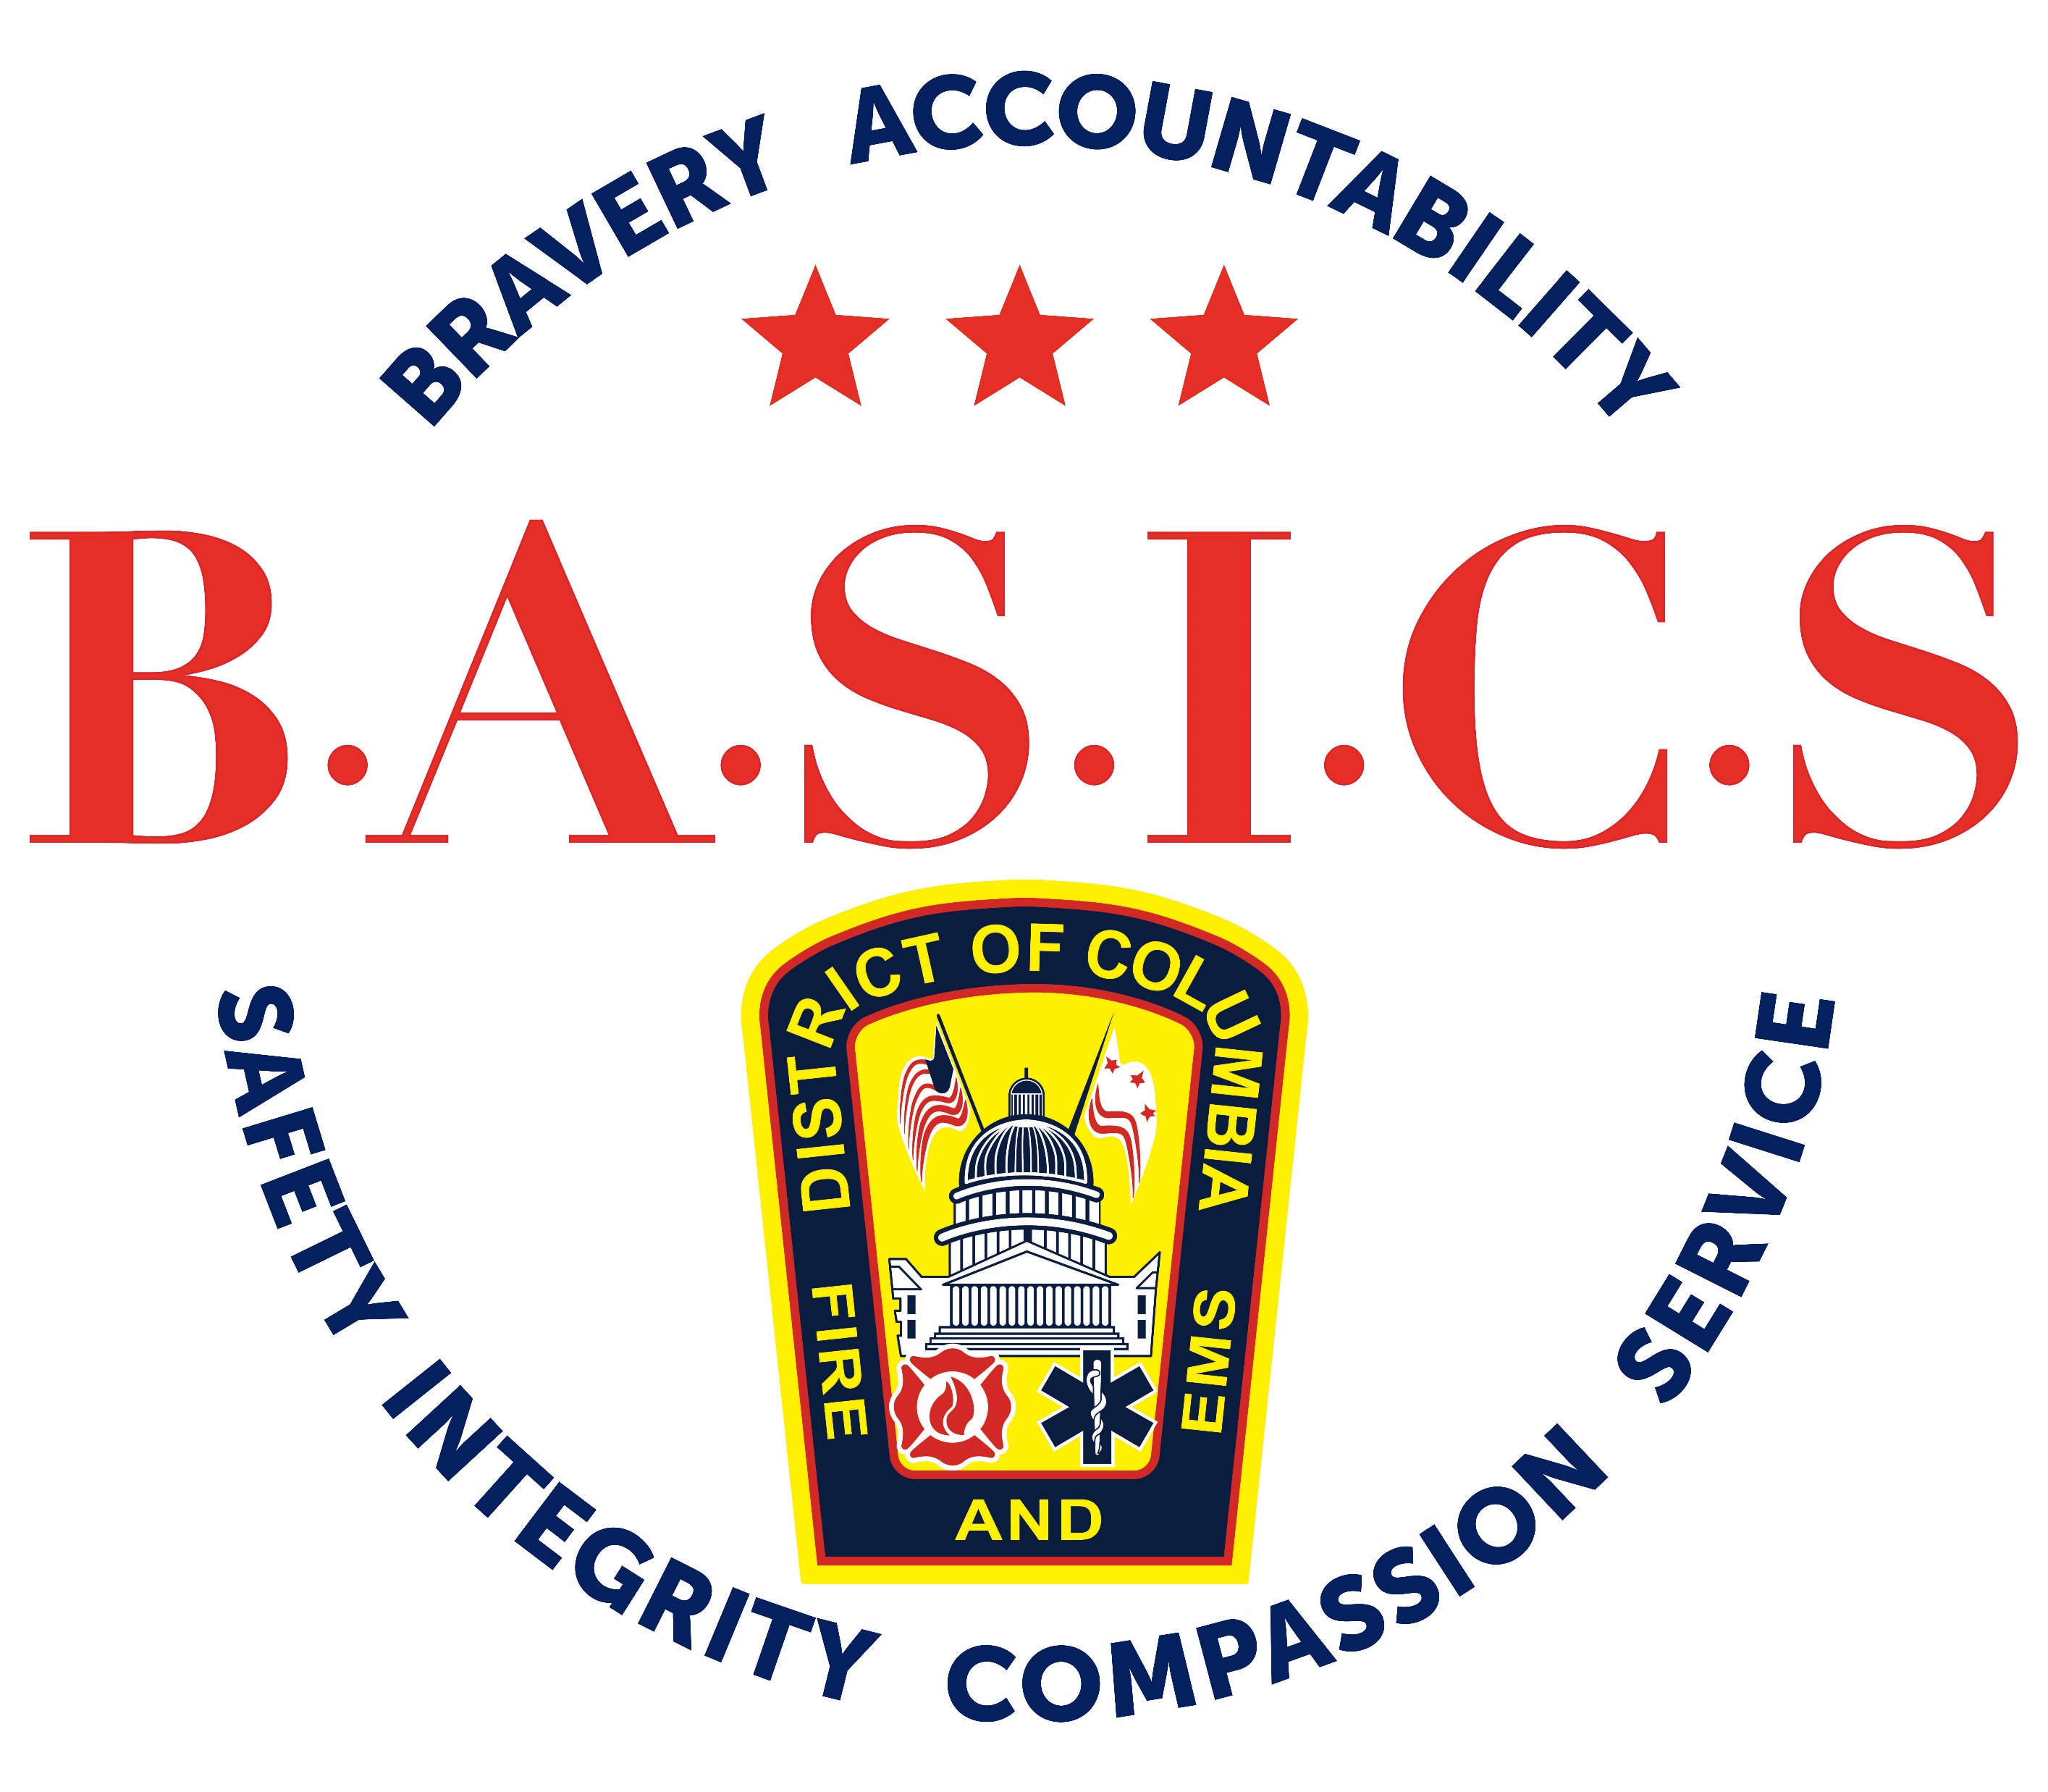 BRAVERY ACCOUNTABILITY
B.A.S.I.C.S
DISTRICT OF COLUMBIA
FIRE
AND
EMS
SAFETY INTEGRITY COMPASSION SERVICE